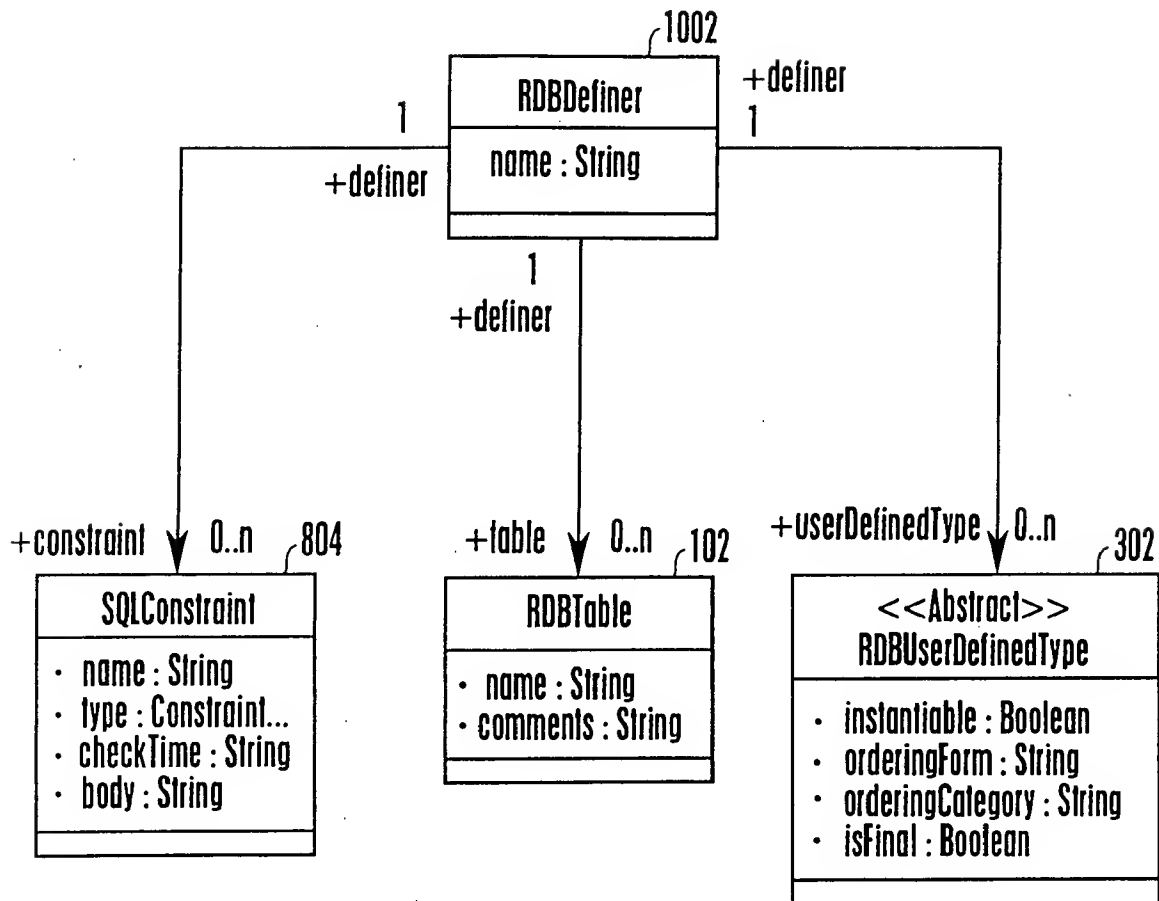 1002
RDBDefiner
name : String
1
+definer
+definer
1
1
+definer
+constraint 0..n 804
SQLConstraint
· name : String
· type : Constraint...
· checkTime : String
· body : String
+table 0..n 102
RDBTable
· name : String
· comments : String
+userDefinedType 0..n 302
<<Abstract>>
RDBUserDefinedType
· instantiable : Boolean
· orderingForm : String
· orderingCategory : String
· isFinal : Boolean